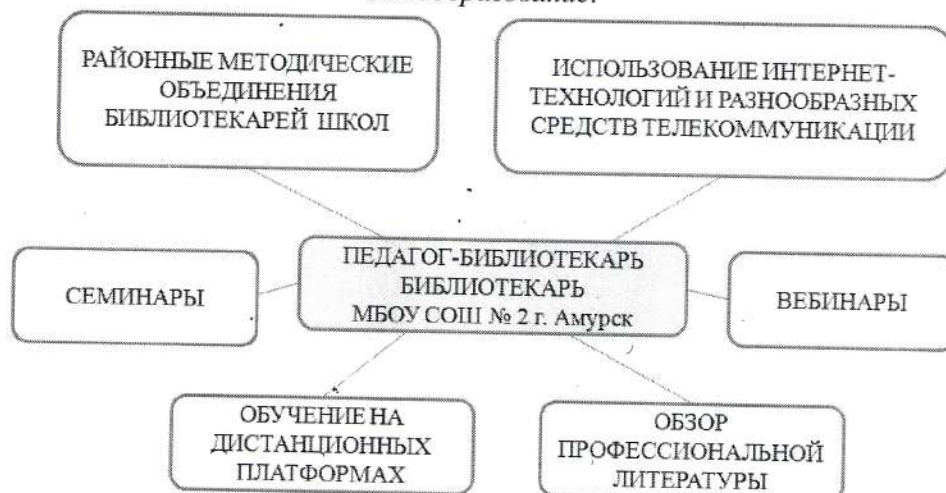 РАЙОННЫЕ МЕТОДИЧЕСКИЕ
ОБЪЕДИНЕНИЯ
БИБЛИОТЕКАРЕЙ ШКОЛ
ИСПОЛЬЗОВАНИЕ ИНТЕРНЕТ-
ТЕХНОЛОГИЙ И РАЗНООБРАЗНЫХ
СРЕДСТВ ТЕЛЕКОММУНИКАЦИИ
СЕМИНАРЫ
ПЕДАГОГ-БИБЛИОТЕКАРЬ
БИБЛИОТЕКАРЬ
МБОУ СОШ № 2 г. Амурск
ВЕБИНАРЫ
ОБУЧЕНИЕ НА
ДИСТАНЦИОННЫХ
ПЛАТФОРМАХ
ОБЗОР
ПРОФЕССИОНАЛЬНОЙ
ЛИТЕРАТУРЫ